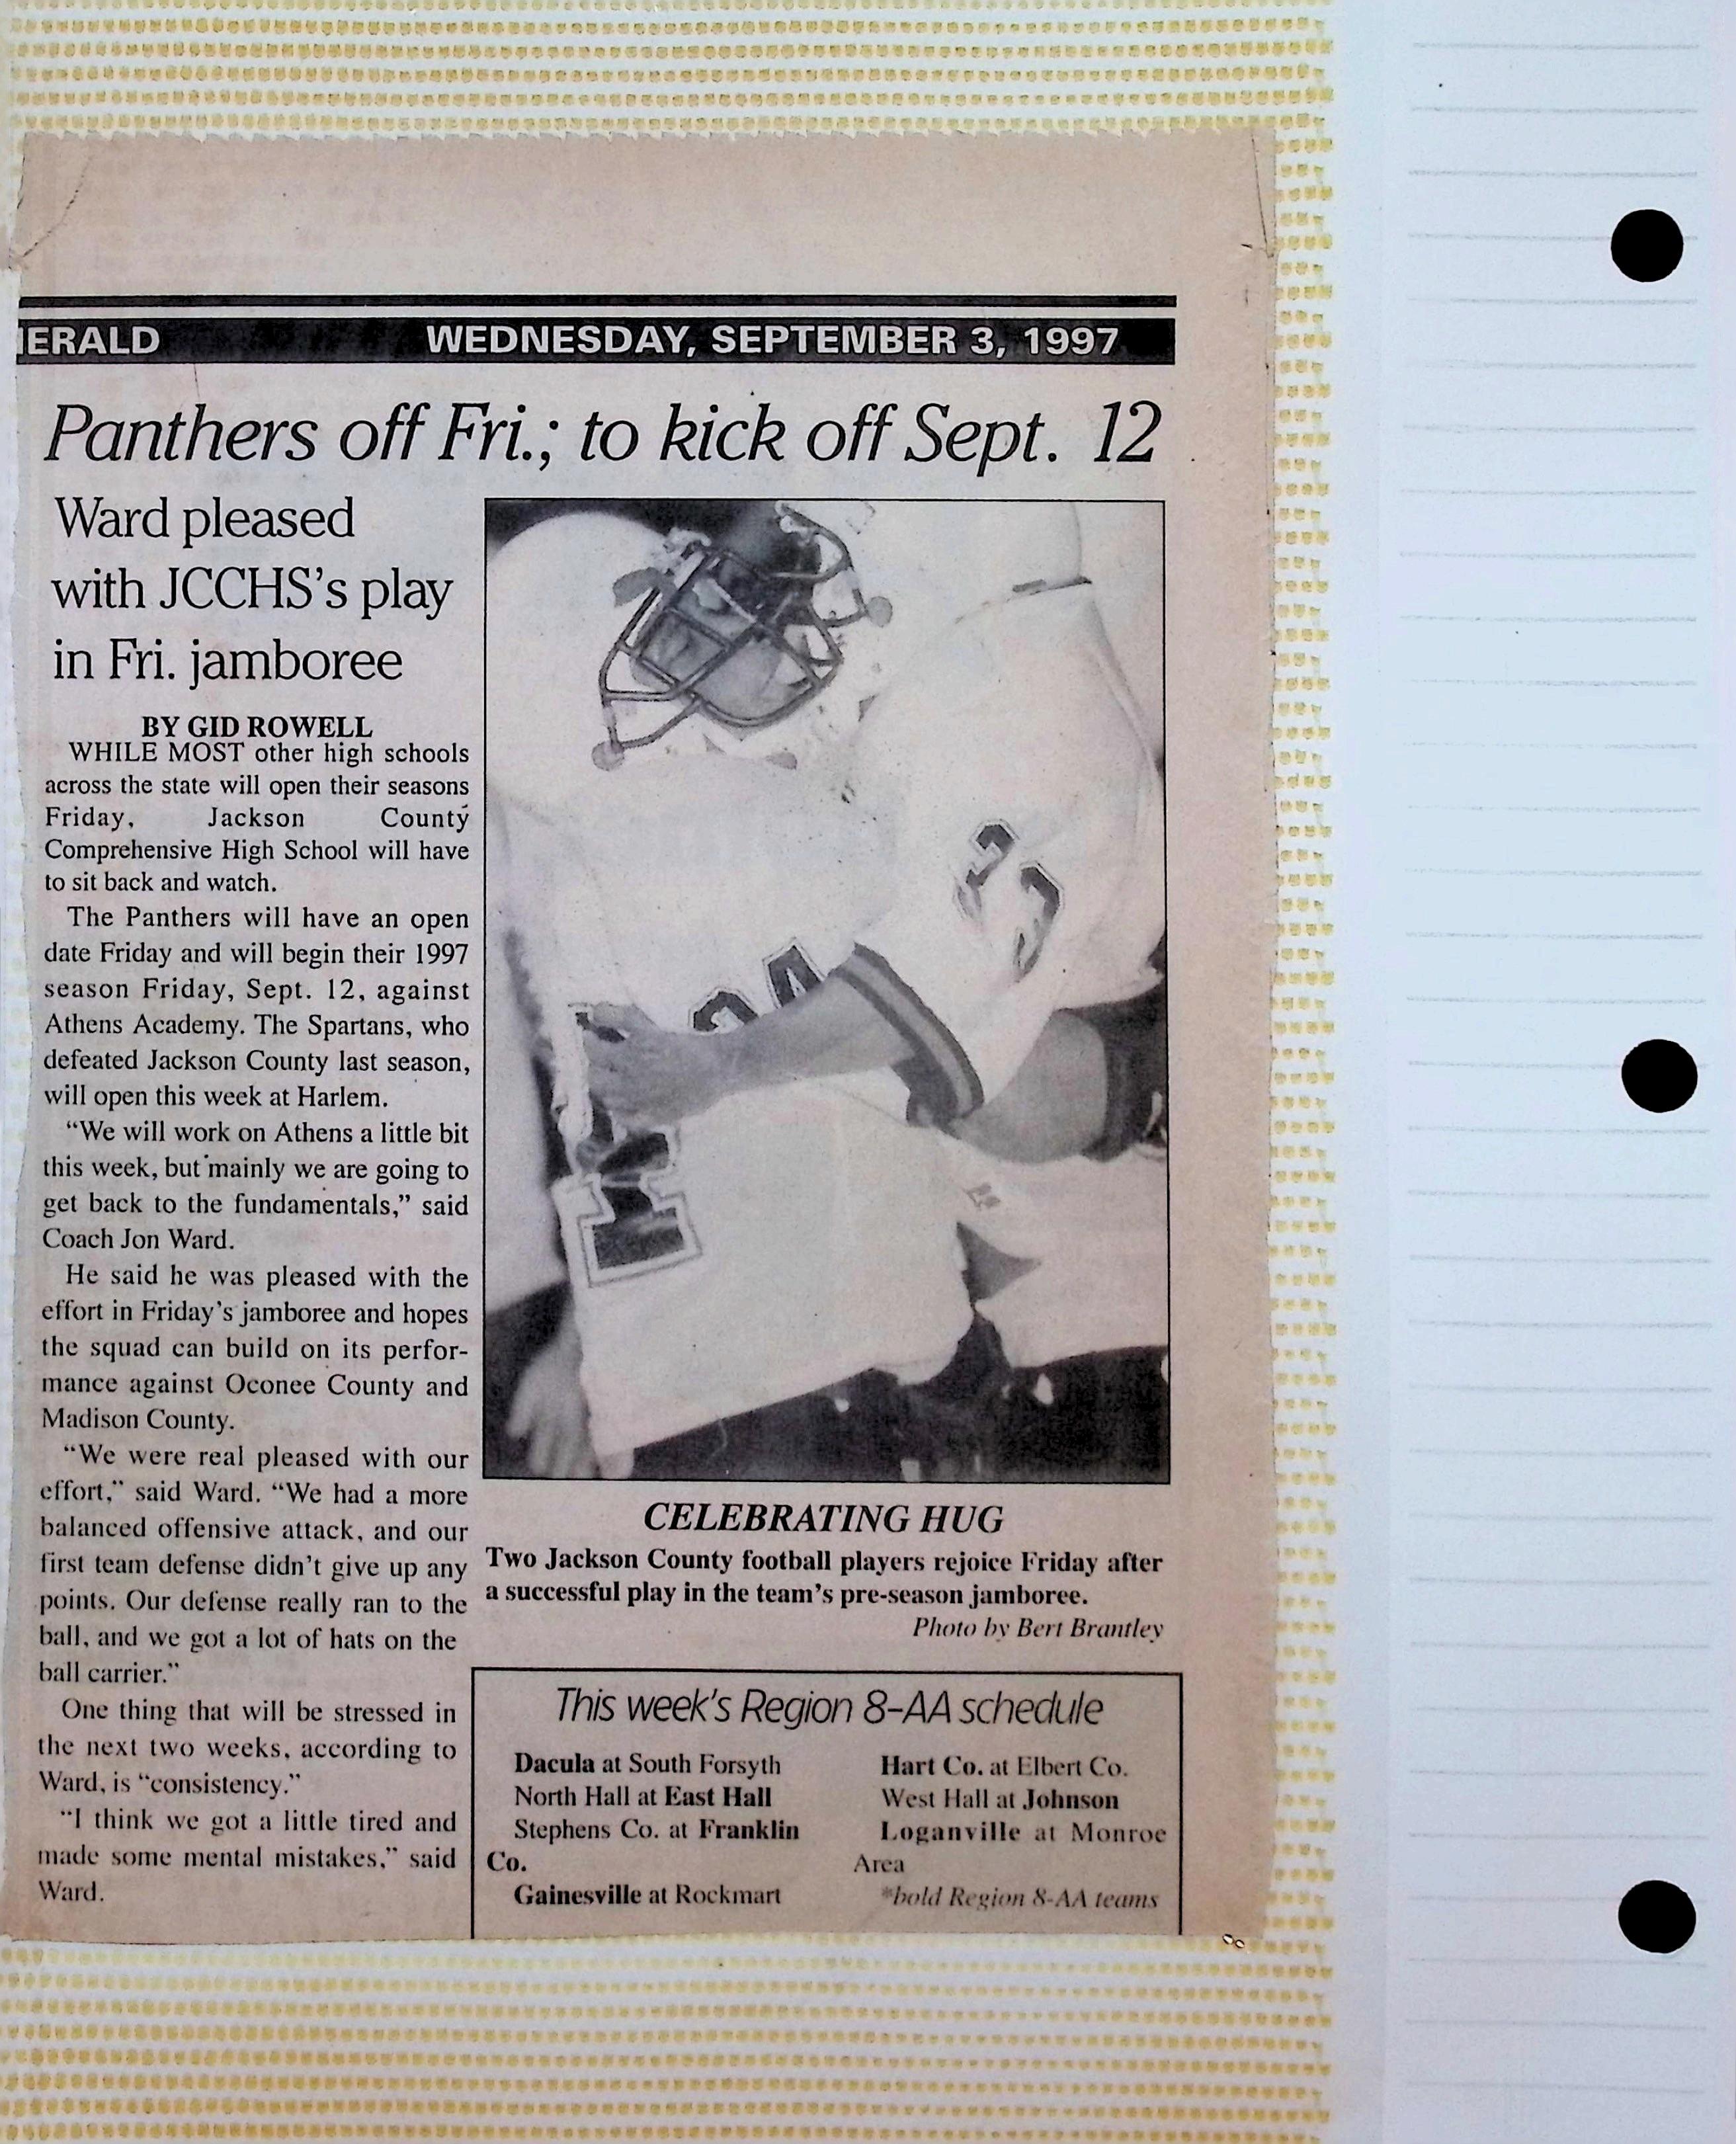 HERALD WEDNESDAY, SEPTEMBER 3, 1997
Panthers off Fri.; to kick off Sept. 12
Ward pleased
with JCCHS's play
in Fri. jamboree
BY GID ROWELL
WHILE MOST other high schools
across the state will open their seasons
Friday, Jackson County
Comprehensive High School will have
to sit back and watch.
The Panthers will have an open
date Friday and will begin their 1997
season Friday, Sept. 12, against
Athens Academy. The Spartans, who
defeated Jackson County last season,
will open this week at Harlem.
“We will work on Athens a little bit
this week, but mainly we are going to
get back to the fundamentals,” said
Coach Jon Ward.
He said he was pleased with the
effort in Friday's jamboree and hopes
the squad can build on its perfor-
mance against Oconee County and
Madison County.
“We were real pleased with our
effort,” said Ward. “We had a more
balanced offensive attack, and our
first team defense didn't give up any
points. Our defense really ran to the
ball, and we got a lot of hats on the
ball carrier.”
One thing that will be stressed in
the next two weeks, according to
Ward, is “consistency.”
“I think we got a little tired and
made some mental mistakes,” said
Ward.
CELEBRATING HUG
Two Jackson County football players rejoice Friday after
a successful play in the team's pre-season jamboree.
Photo by Bert Brantley
This week's Region 8-AA schedule
Dacula at South Forsyth
North Hall at East Hall
Stephens Co. at Franklin
Co.
Gainesville at Rockmart
Hart Co. at Elbert Co.
West Hall at Johnson
Loganville at Monroe
Area
*bold Region 8-AA teams